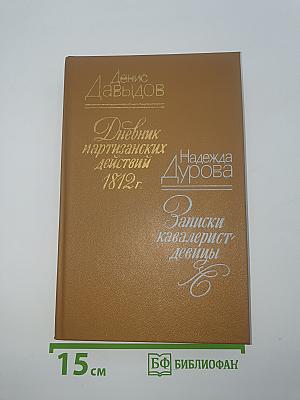 Денис
Давыдов
Дневник
партизанских
действий
1812 г.
Надежда
Дурова
Записки
кавалерист-
девицы
15 см
БФ БИБЛИОФАН